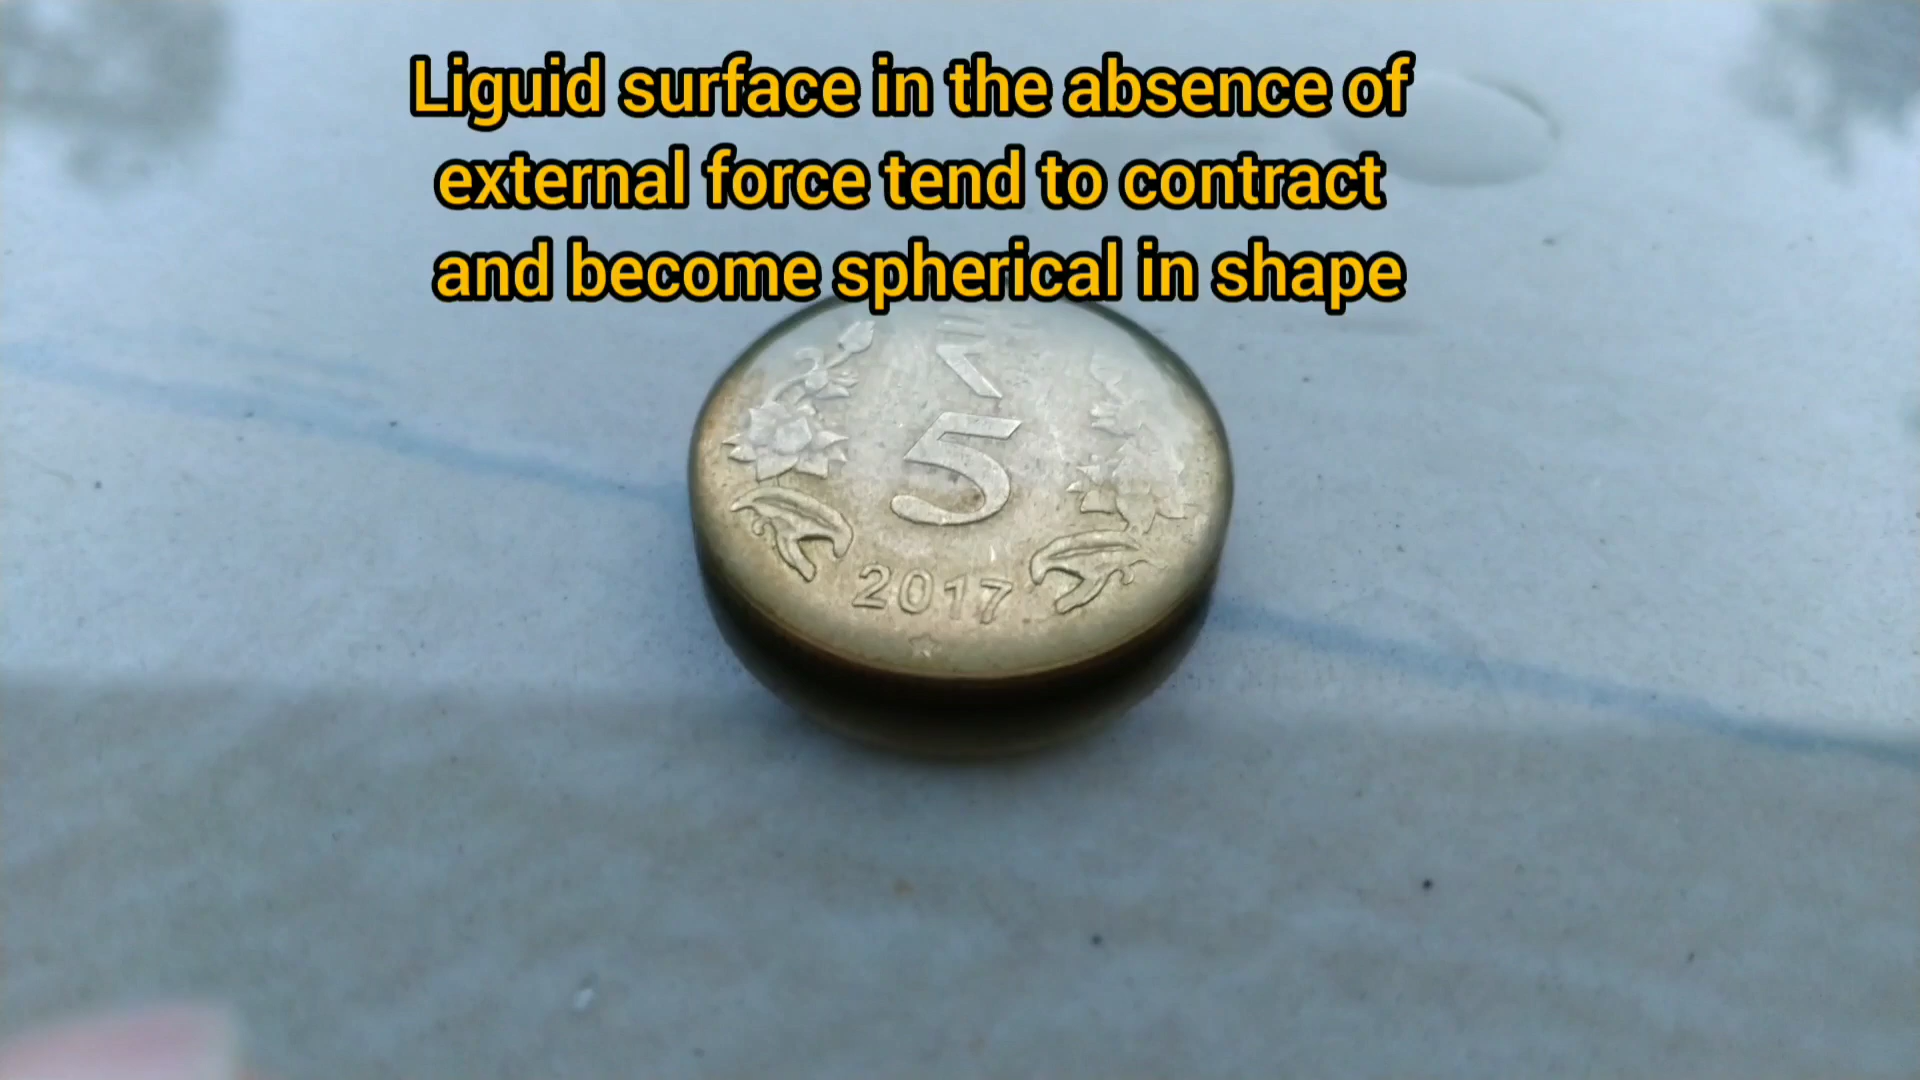 Liguid surface in the absence of
external force tend to contract
and become spherical in shape
₹
5
2017